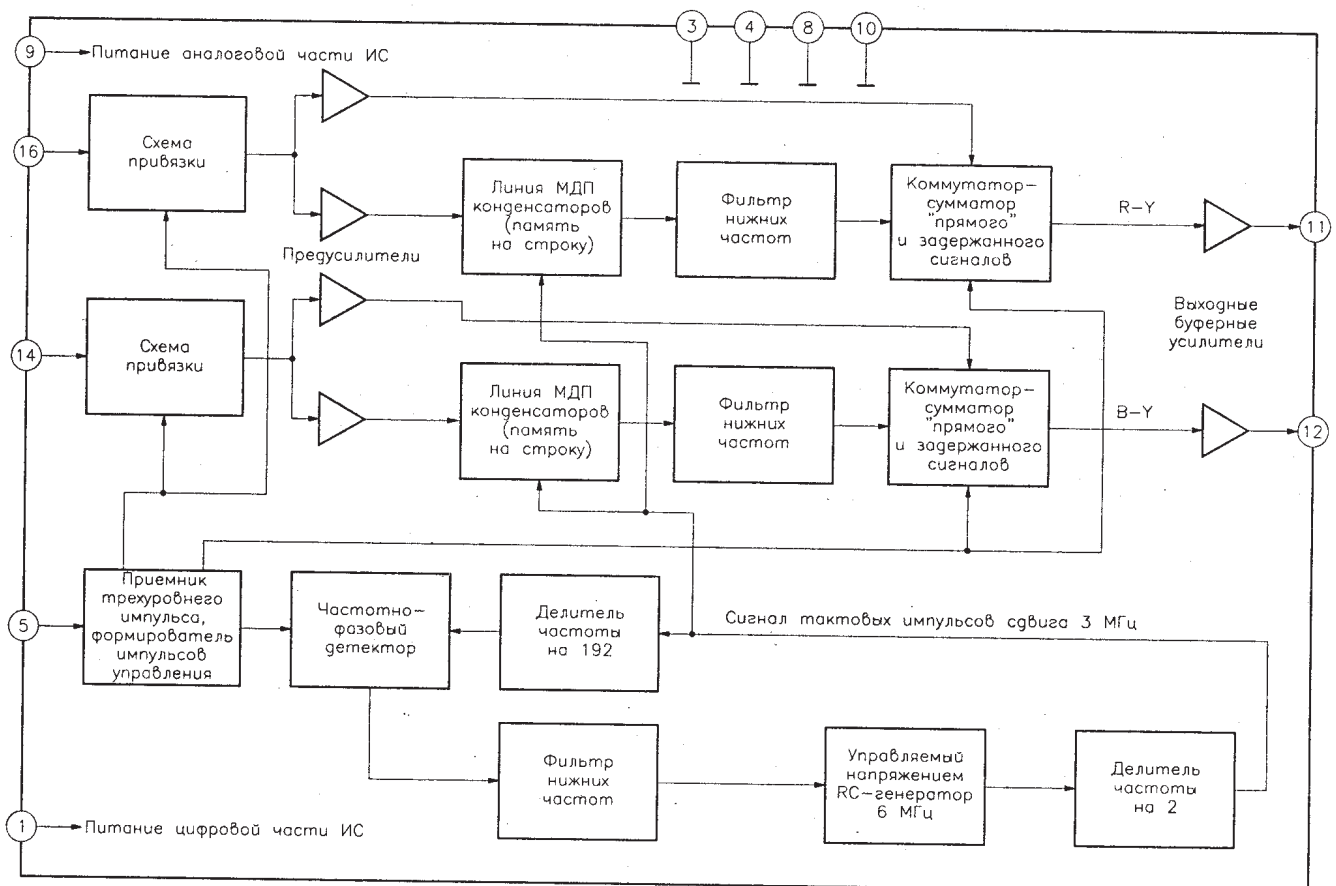 3
4
8
10
9
Питание аналоговой части ИС
16
Схема
привязки
Линия МДП
конденсаторов
(память
на строку)
Фильтр
нижних
частот
Коммутатор-
сумматор
"прямого"
и задержанного
сигналов
R-Y
11
Предусилители
14
Схема
привязки
Линия МДП
конденсаторов
(память
на строку)
Фильтр
нижних
частот
Коммутатор-
сумматор
"прямого"
и задержанного
сигналов
Выходные
буферные
усилители
B-Y
12
5
Приемник
трехуровнего
импульса,
формирователь
импульсов
управления
Частотно-
фазовый
детектор
Делитель
частоты
на 192
Сигнал тактовых импульсов сдвига 3 МГц
Фильтр
нижних
частот
Управляемый
напряжением
RC-генератор
6 МГц
Делитель
частоты
на 2
1
Питание цифровой части ИС